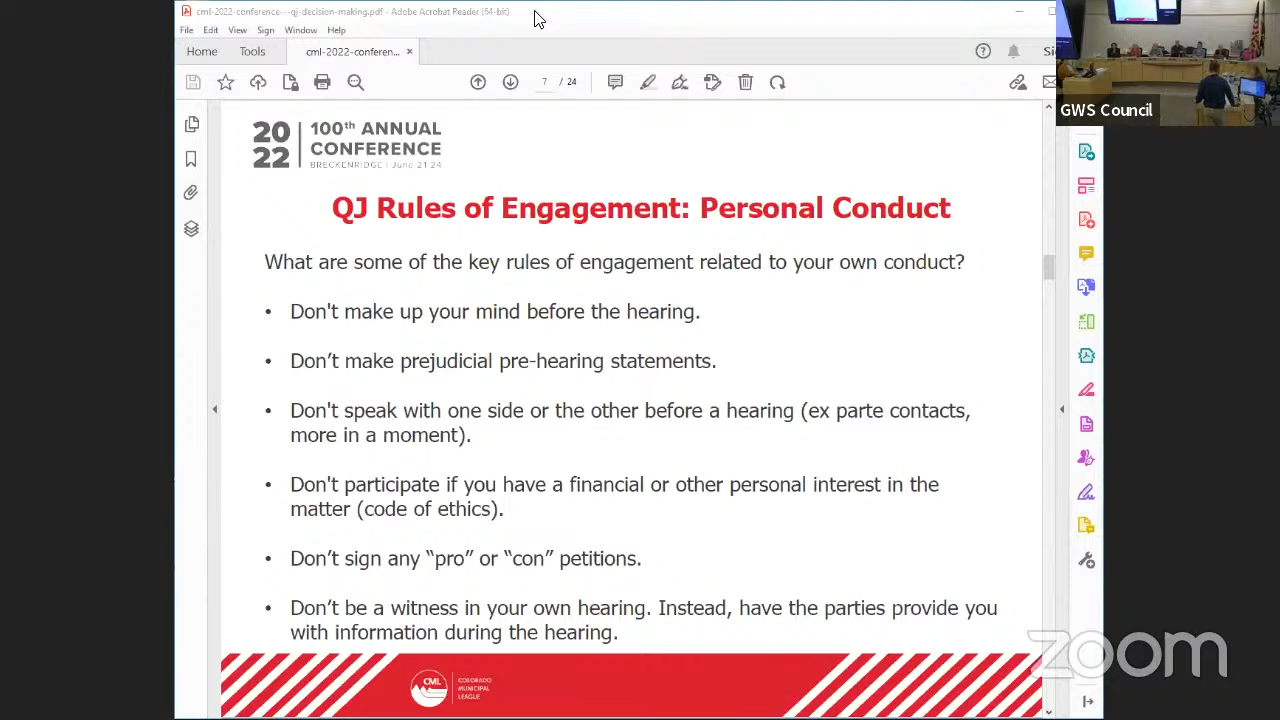 cml-2022-conference---qj-decision-making.pdf - Adobe Acrobat Reader (64-bit)
File Edit View Sign Window Help
Home Tools cml-2022-conferen... × Si
7 / 24
GWS Council
20 22 100th ANNUAL
CONFERENCE
BRECKENRIDGE | June 21-24
QJ Rules of Engagement: Personal Conduct
What are some of the key rules of engagement related to your own conduct?
• Don't make up your mind before the hearing.
• Don’t make prejudicial pre-hearing statements.
• Don't speak with one side or the other before a hearing (ex parte contacts,
more in a moment).
• Don't participate if you have a financial or other personal interest in the
matter (code of ethics).
• Don’t sign any “pro” or “con” petitions.
• Don’t be a witness in your own hearing. Instead, have the parties provide you
with information during the hearing.
CML COLORADO
MUNICIPAL
LEAGUE
zoom